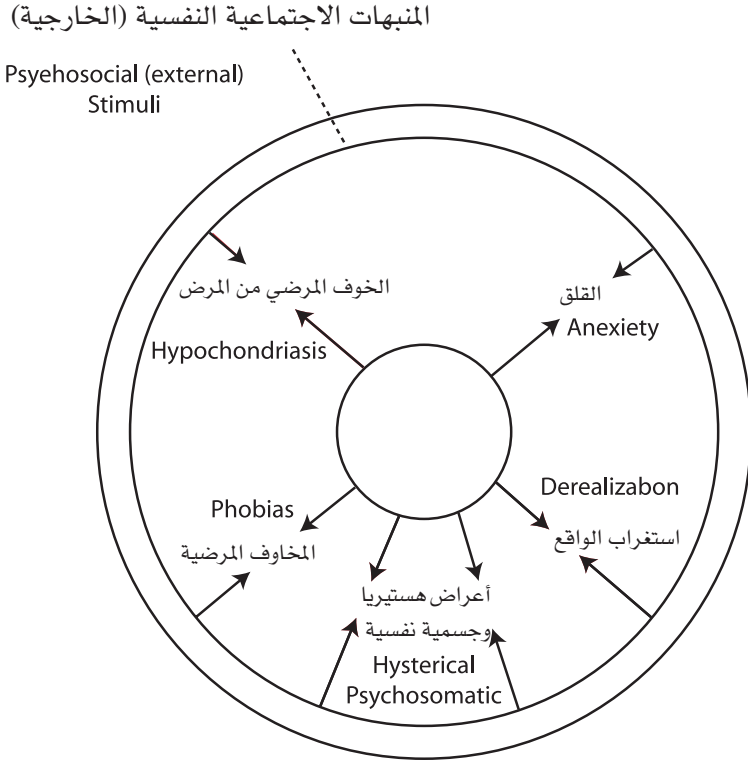 المنبهات الاجتماعية النفسية (الخارجية)
Psyehosocial (external)
Stimuli
الخوف المرضي من المرض
Hypochondriasis
القلق
Anexiety
Derealizabon
استغراب الواقع
Phobias
المخاوف المرضية
أعراض هستيريا
وجسمية نفسية
Hysterical
Psychosomatic